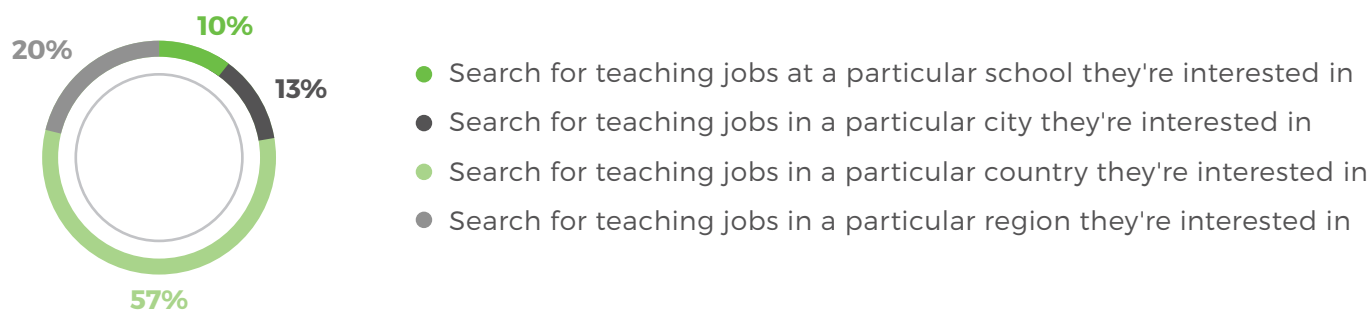 10%
20%
13%
57%
Search for teaching jobs at a particular school they're interested in
Search for teaching jobs in a particular city they're interested in
Search for teaching jobs in a particular country they're interested in
Search for teaching jobs in a particular region they're interested in